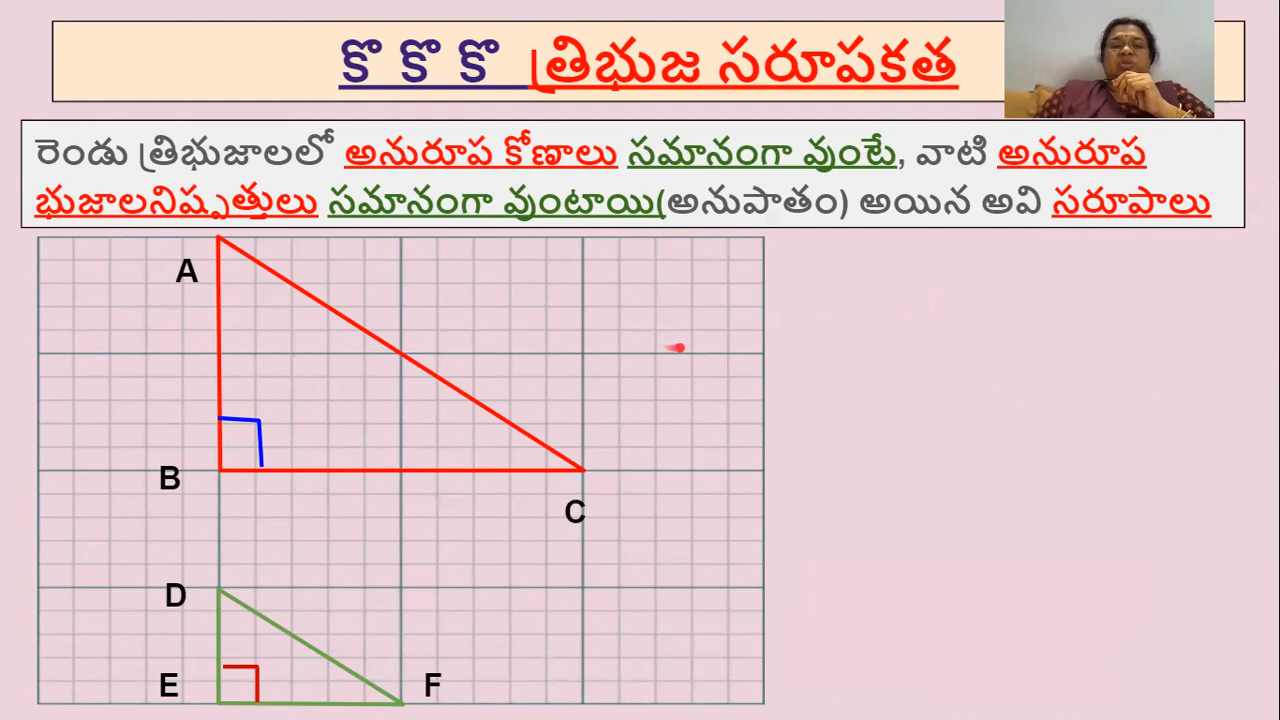 కొ కొ కొ త్రిభుజ సరూపకత
రెండు త్రిభుజాలలో అనురూప కోణాలు సమానంగా వుంటే, వాటి అనురూప
భుజాలనిష్పత్తులు సమానంగా వుంటాయి(అనుపాతం) అయిన అవి సరూపాలు
A
B
C
D
E
F